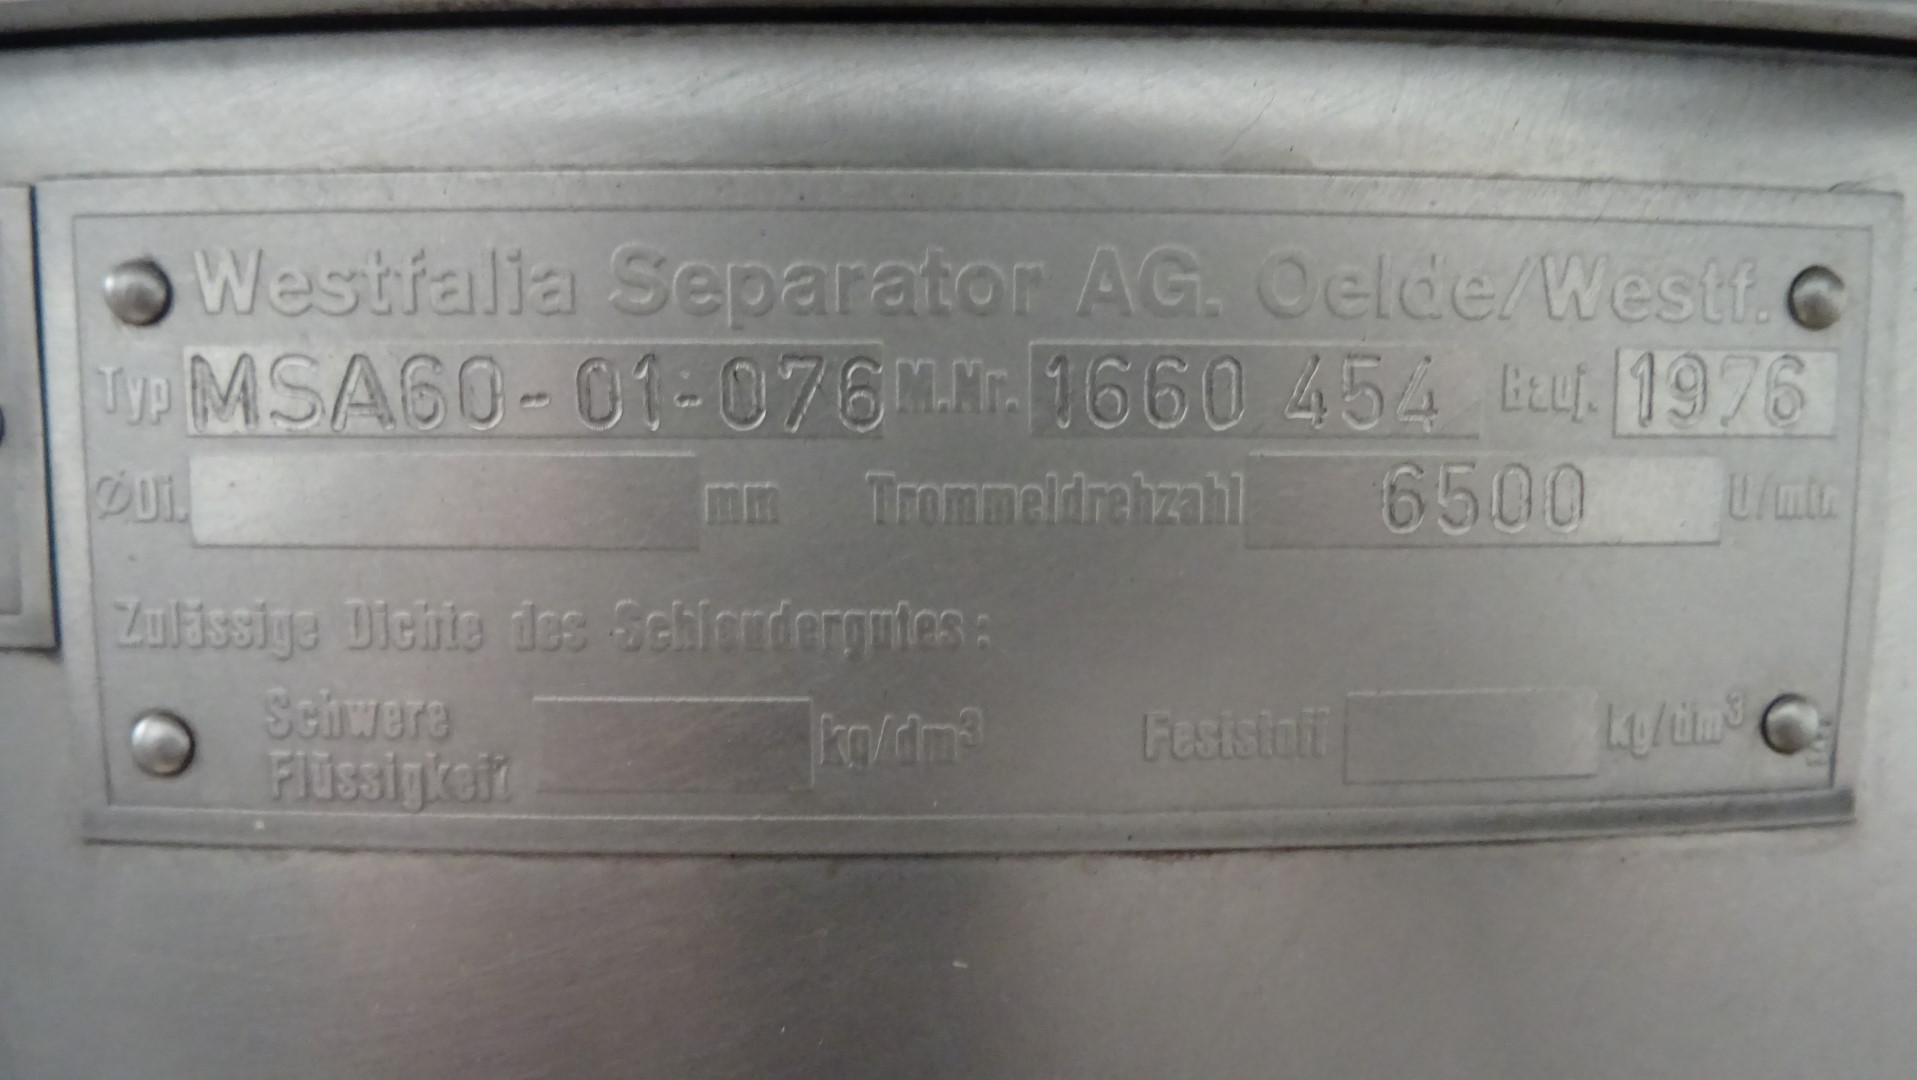 Westfalia Separator AG. Oelde/Westf.
Typ MSA60-01-076 M.Nr. 1660 454 Bauj. 1976
ØDi. mm Trommeldrehzahl 6500 U/min
Zulässige Dichte des Schleudergutes:
Schwere Flüssigkeit kg/dm³ Feststoff kg/dm³